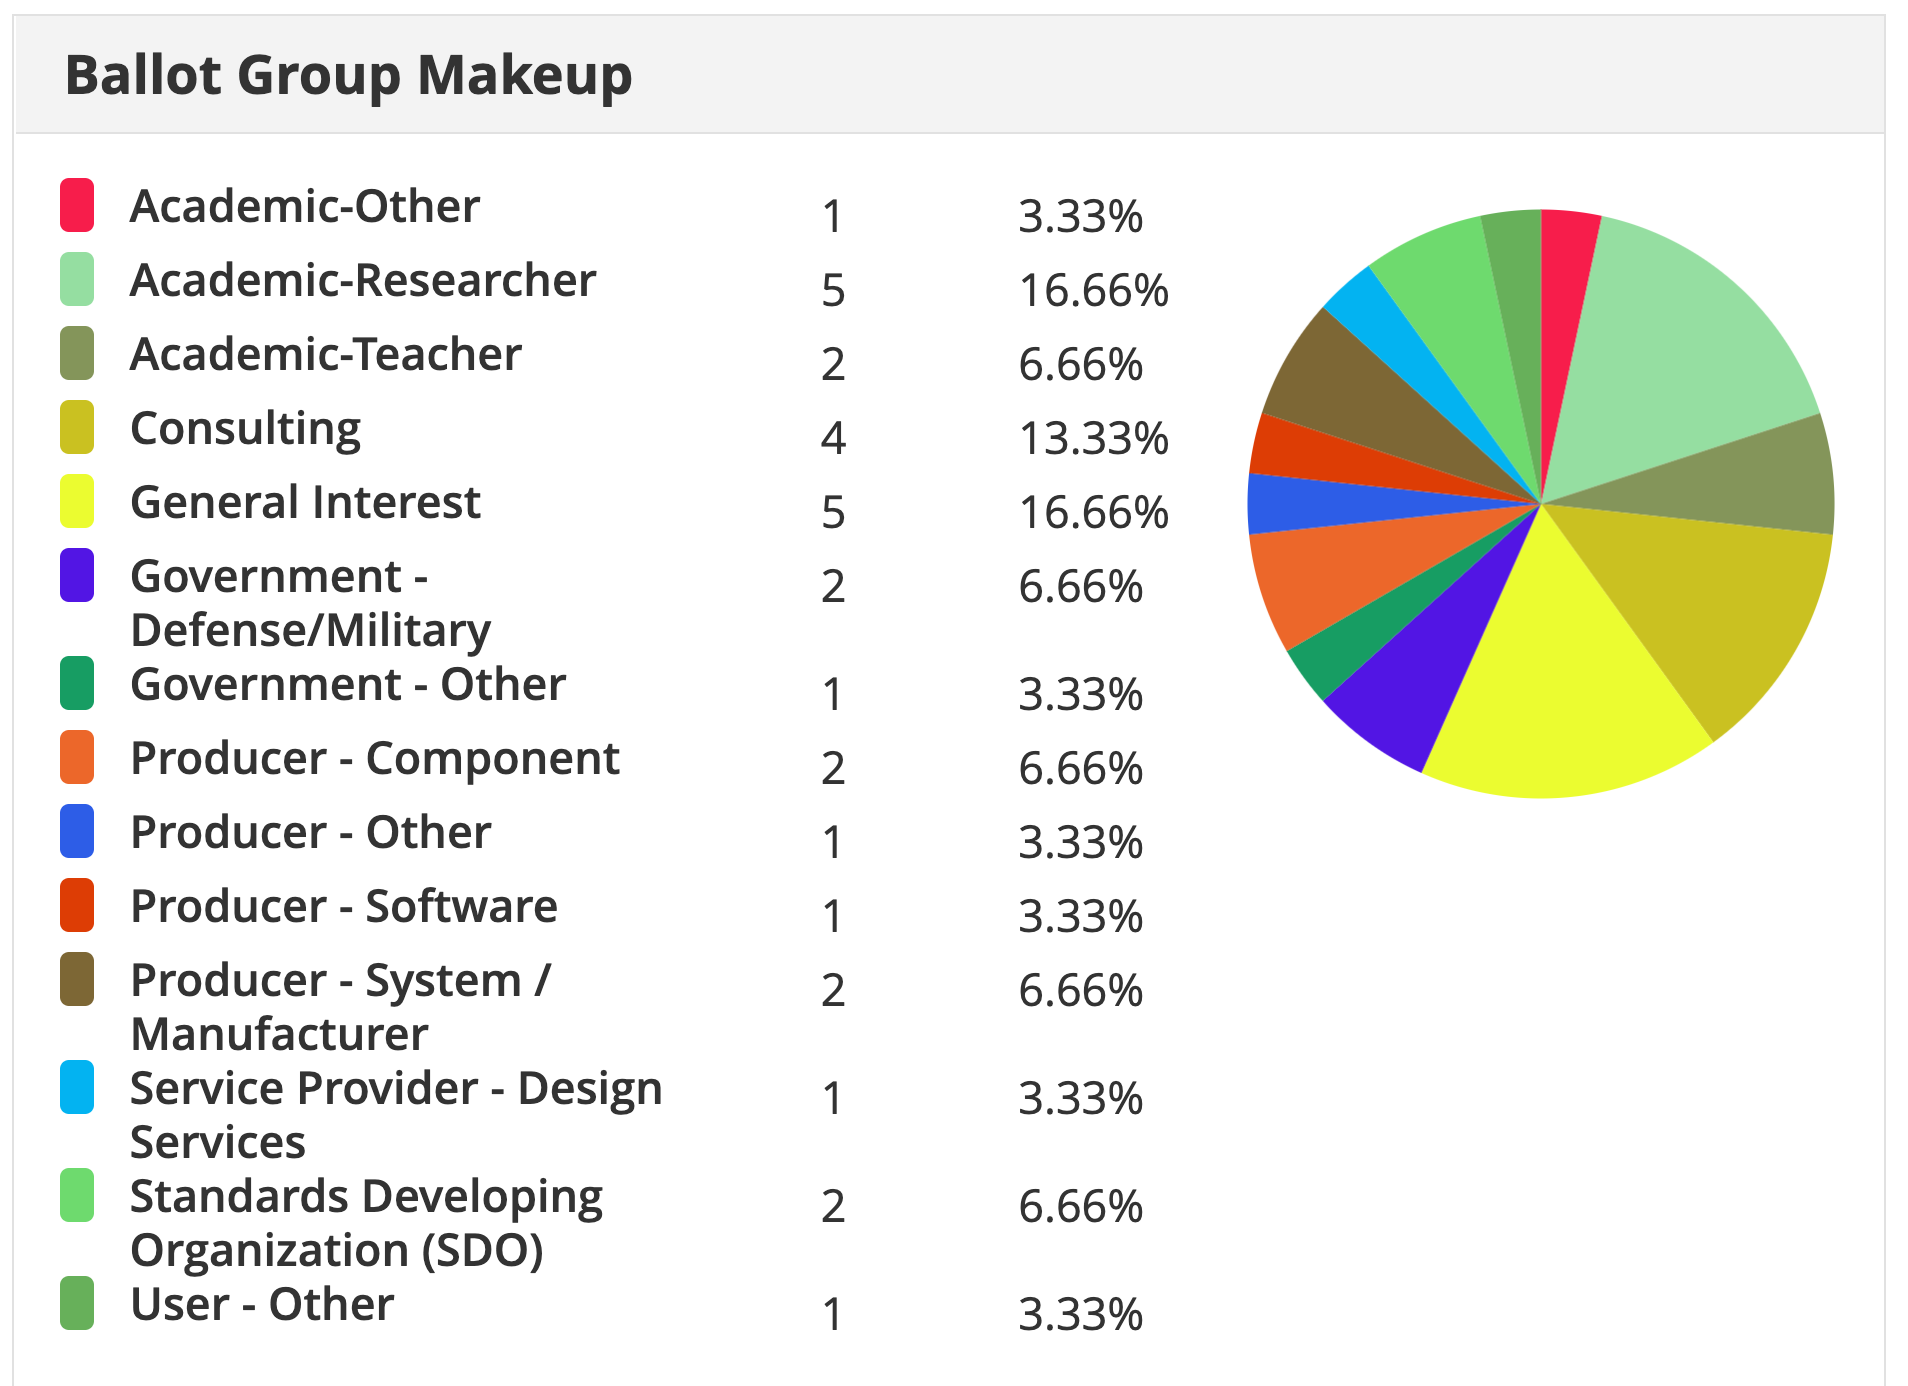 Ballot Group Makeup
Academic-Other 1 3.33%
Academic-Researcher 5 16.66%
Academic-Teacher 2 6.66%
Consulting 4 13.33%
General Interest 5 16.66%
Government - 2 6.66%
Defense/Military
Government - Other 1 3.33%
Producer - Component 2 6.66%
Producer - Other 1 3.33%
Producer - Software 1 3.33%
Producer - System / 2 6.66%
Manufacturer
Service Provider - Design 1 3.33%
Services
Standards Developing 2 6.66%
Organization (SDO)
User - Other 1 3.33%